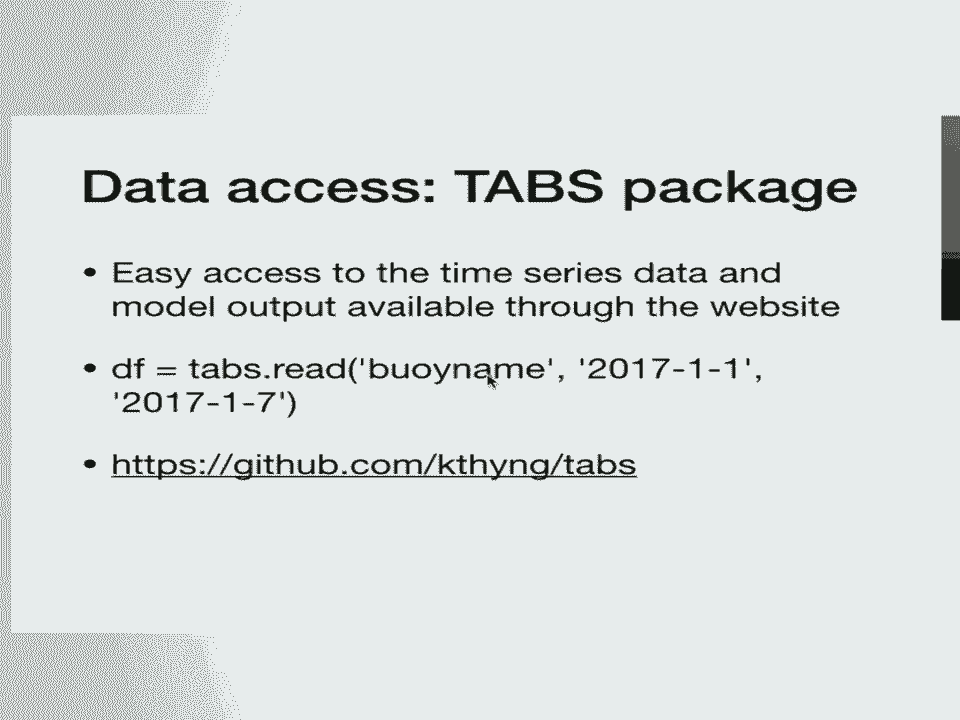 Data access: TABS package
• Easy access to the time series data and
model output available through the website
• df = tabs.read('buoyname', '2017-1-1',
'2017-1-7')
• https://github.com/kthyng/tabs